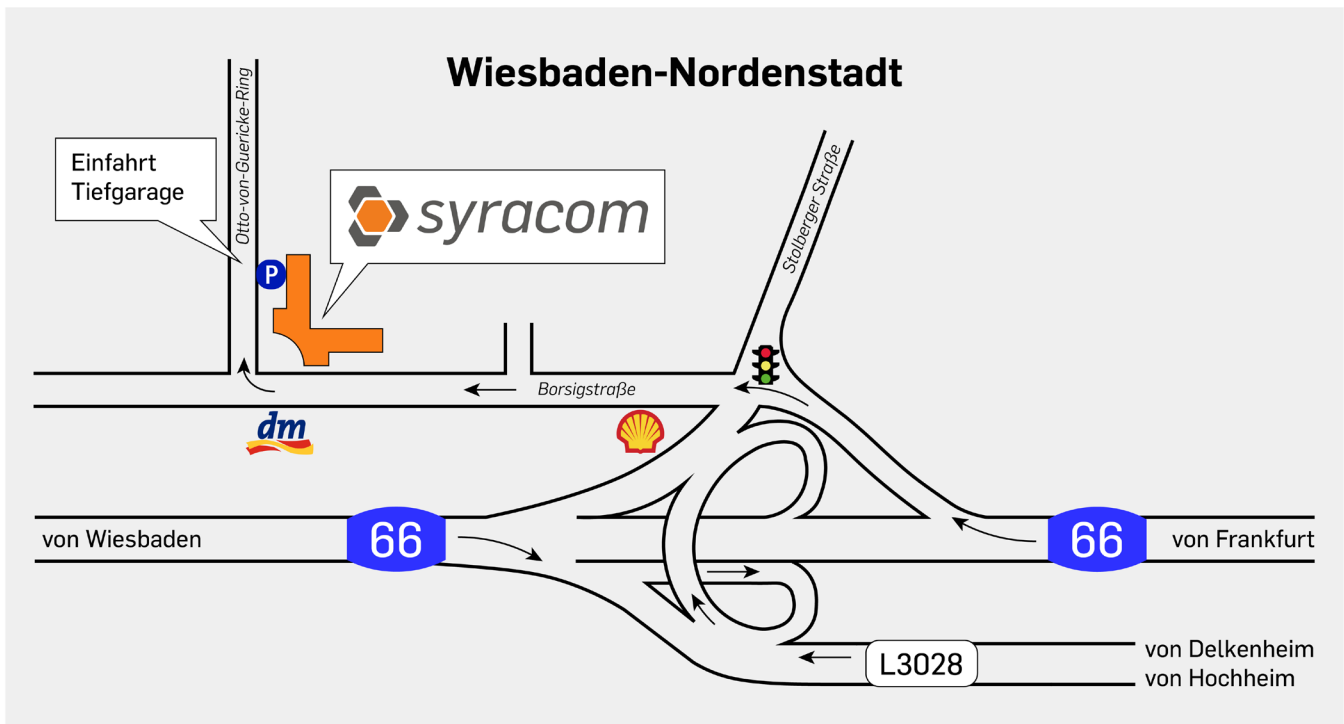 Wiesbaden-Nordenstadt
Otto-von-Guericke-Ring
Einfahrt
Tiefgarage
syracom
Stolberger Straße
P
Borsigstraße
dm
von Wiesbaden
66
66
von Frankfurt
L3028
von Delkenheim
von Hochheim